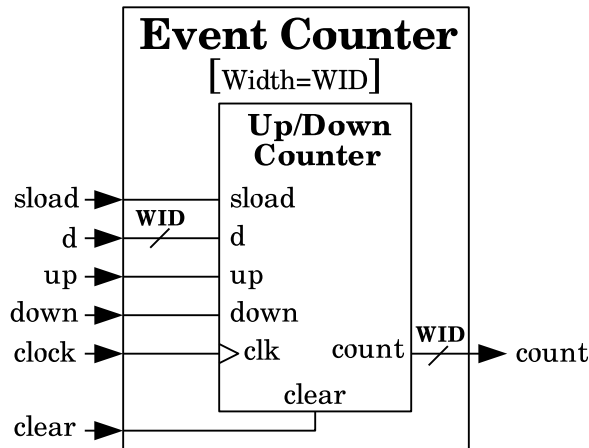 Event Counter
[Width=WID]
Up/Down
Counter
sload
sload
WID
d
d
up
up
down
down
clock
clk
count
WID
count
clear
clear